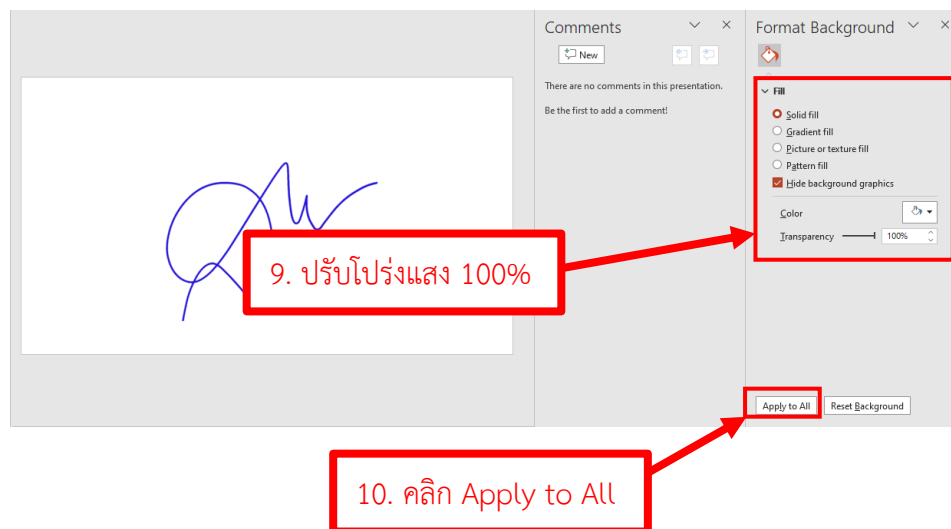 Comments
New
There are no comments in this presentation.
Be the first to add a comment!
Format Background
Fill
Solid fill
Gradient fill
Picture or texture fill
Pattern fill
Hide background graphics
Color
Transparency 100%
9. ปรับโปร่งแสง 100%
Apply to All Reset Background
10. คลิก Apply to All